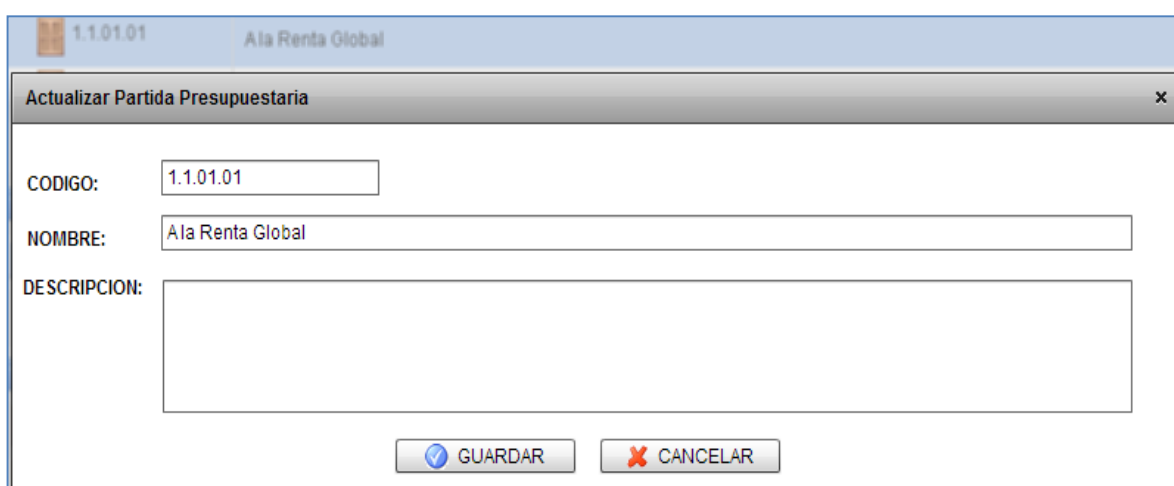 1.1.01.01 A la Renta Global
Actualizar Partida Presupuestaria x
CODIGO: 1.1.01.01
NOMBRE: A la Renta Global
DESCRIPCION:
GUARDAR CANCELAR